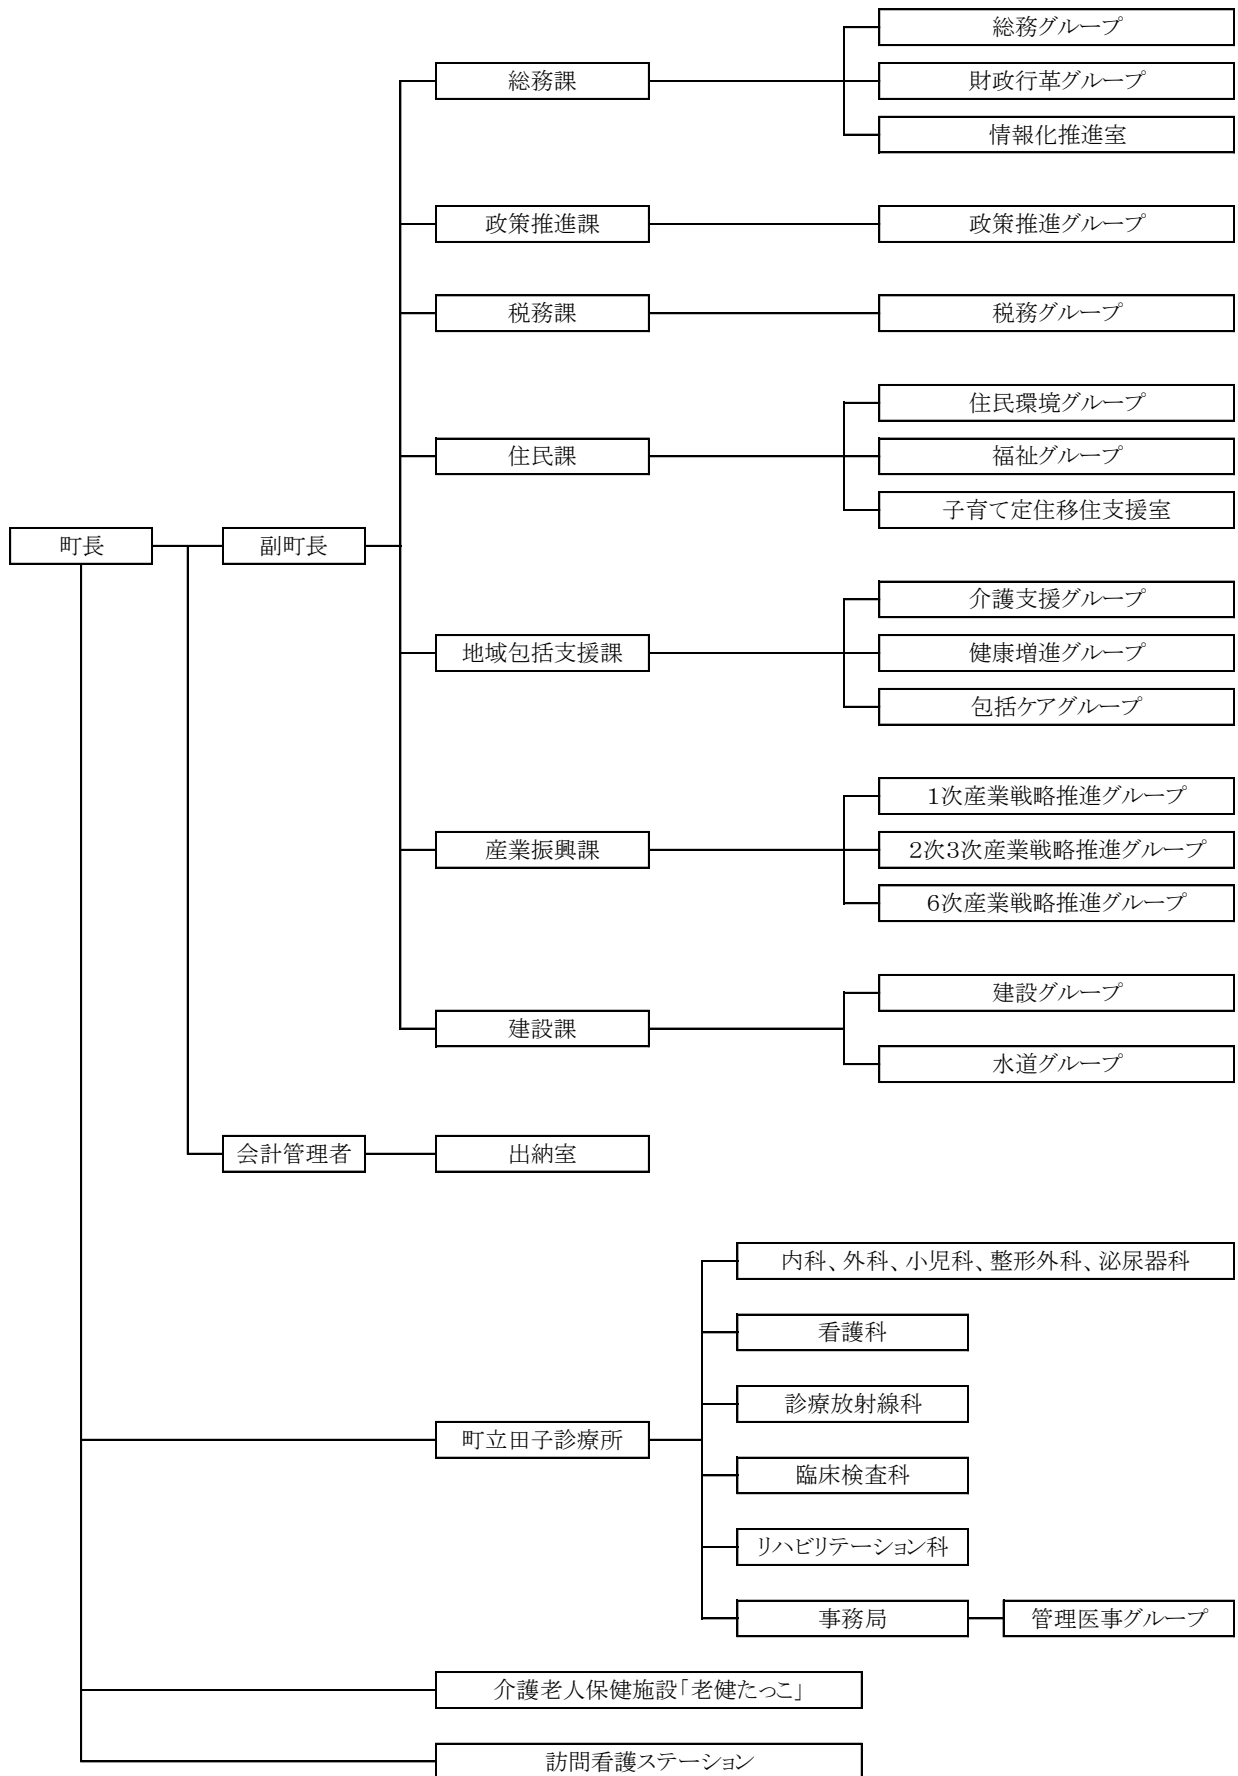 総務グループ
総務課
財政行革グループ
情報化推進室
政策推進課
政策推進グループ
税務課
税務グループ
住民環境グループ
住民課
福祉グループ
子育て定住移住支援室
町長
副町長
介護支援グループ
地域包括支援課
健康増進グループ
包括ケアグループ
1次産業戦略推進グループ
産業振興課
2次3次産業戦略推進グループ
6次産業戦略推進グループ
建設グループ
建設課
水道グループ
会計管理者
出納室
内科、外科、小児科、整形外科、泌尿器科
看護科
診療放射線科
町立田子診療所
臨床検査科
リハビリテーション科
事務局
管理医事グループ
介護老人保健施設「老健たっこ」
訪問看護ステーション